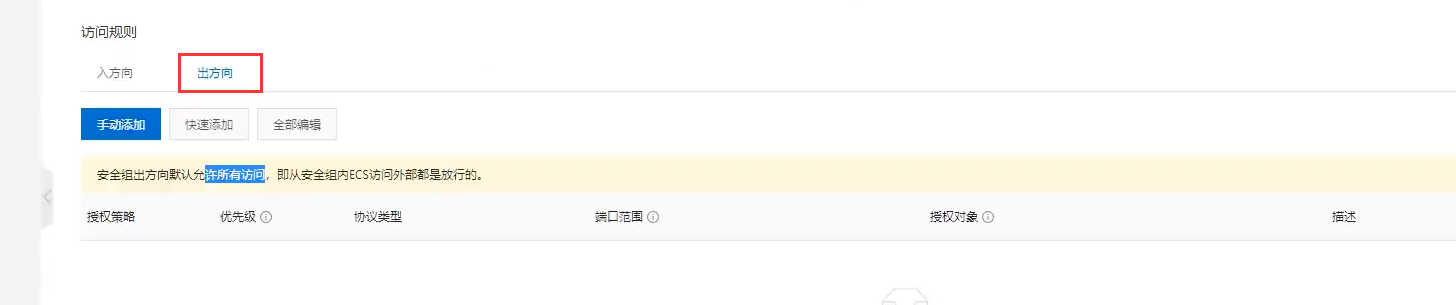 访问规则
入方向 出方向
手动添加 快速添加 全部编辑
安全组出方向默认允许所有访问，即从安全组内ECS访问外部都是放行的。
授权策略 优先级 协议类型 端口范围 授权对象 描述